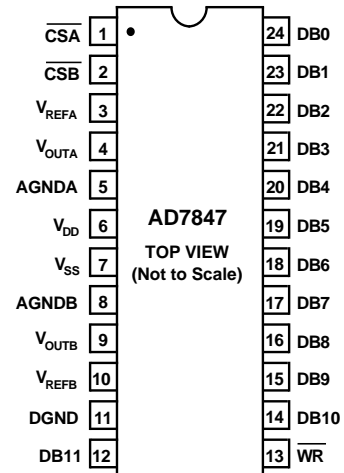 CSA 1 24 DB0
CSB 2 23 DB1
VREFA 3 22 DB2
VOUTA 4 21 DB3
AGNDA 5 20 DB4
VDD 6 AD7847 19 DB5
TOP VIEW
VSS 7 (Not to Scale) 18 DB6
AGNDB 8 17 DB7
VOUTB 9 16 DB8
VREFB 10 15 DB9
DGND 11 14 DB10
DB11 12 13 WR